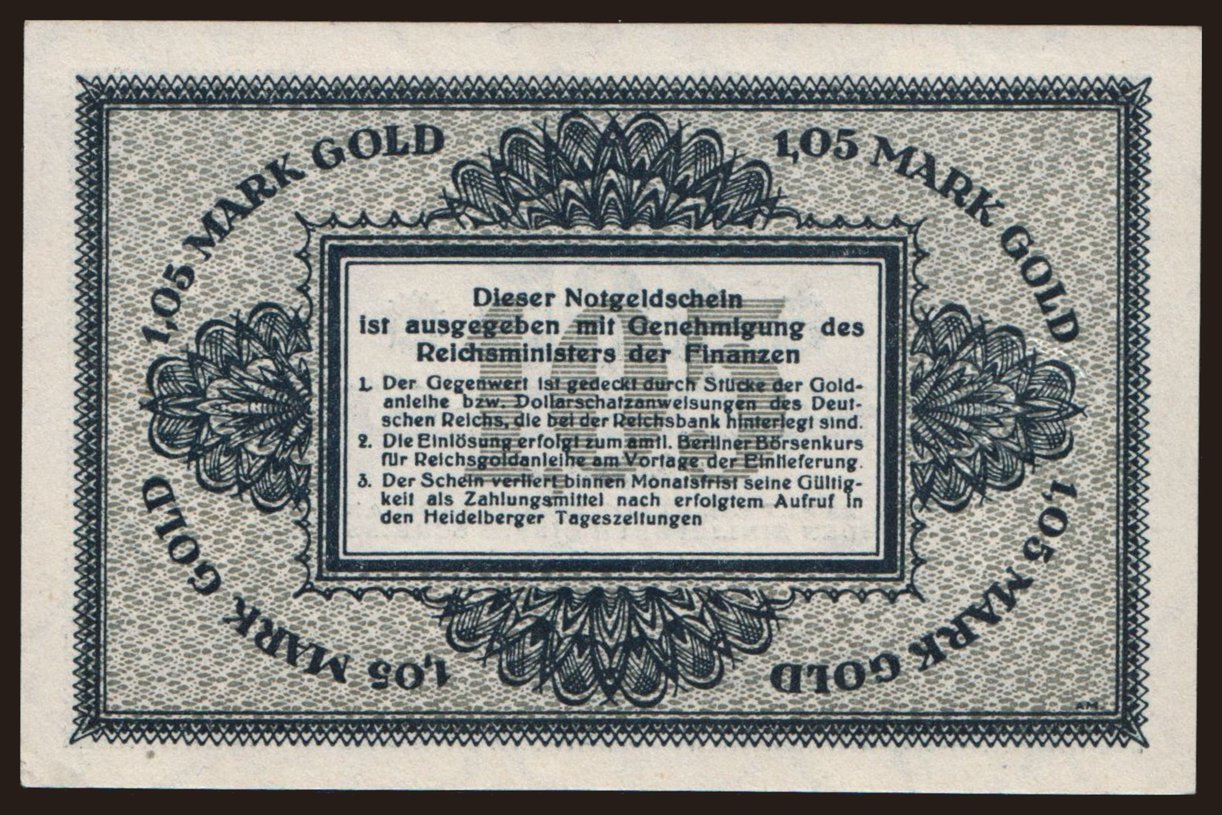 1,05 MARK GOLD
1,05 MARK GOLD
Dieser Notgeldschein
ist ausgegeben mit Genehmigung des
Reichsministers der Finanzen
1. Der Gegenwert ist gedeckt durch Stücke der Gold-
anleihe bzw. Dollarschatzanweisungen des Deut-
schen Reichs, die bei der Reichsbank hinterlegt sind.
2. Die Einlösung erfolgt zum amtl. Berliner Börsenkurs
für Reichsgoldanleihe am Vortage der Einlieferung.
3. Der Schein verliert binnen Monatsfrist seine Gültig-
keit als Zahlungsmittel nach erfolgtem Aufruf in
den Heidelberger Tageszeitungen
105
1,05 MARK GOLD
1,05 MARK GOLD
AM